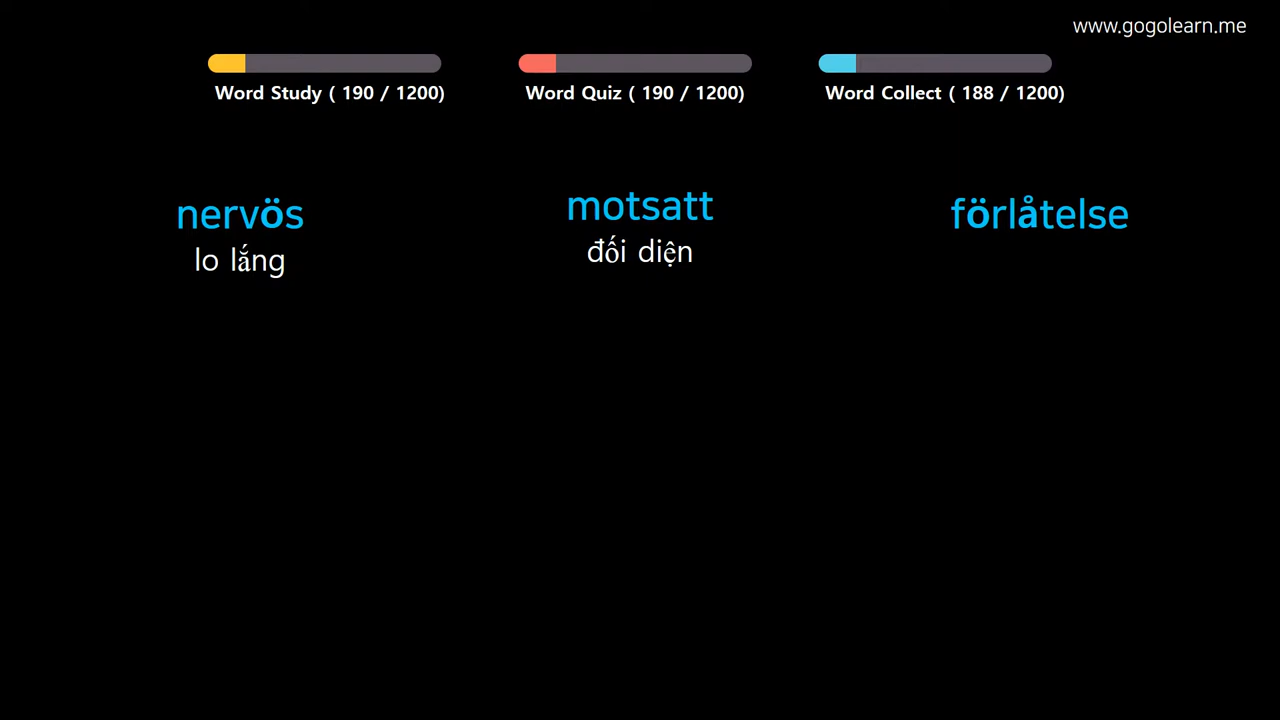 www.gogolearn.me
Word Study ( 190 / 1200)
Word Quiz ( 190 / 1200)
Word Collect ( 188 / 1200)
nervös
lo lắng
motsatt
đối diện
förlåtelse